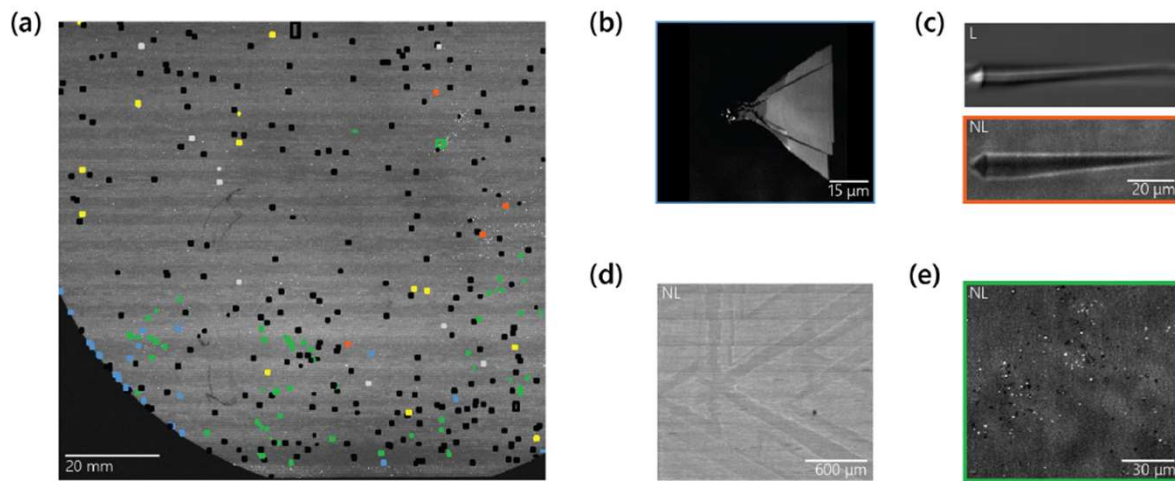 (a)
20 mm
(b)
15 µm
(c)
L
NL
20 µm
(d)
NL
600 µm
(e)
NL
30 µm